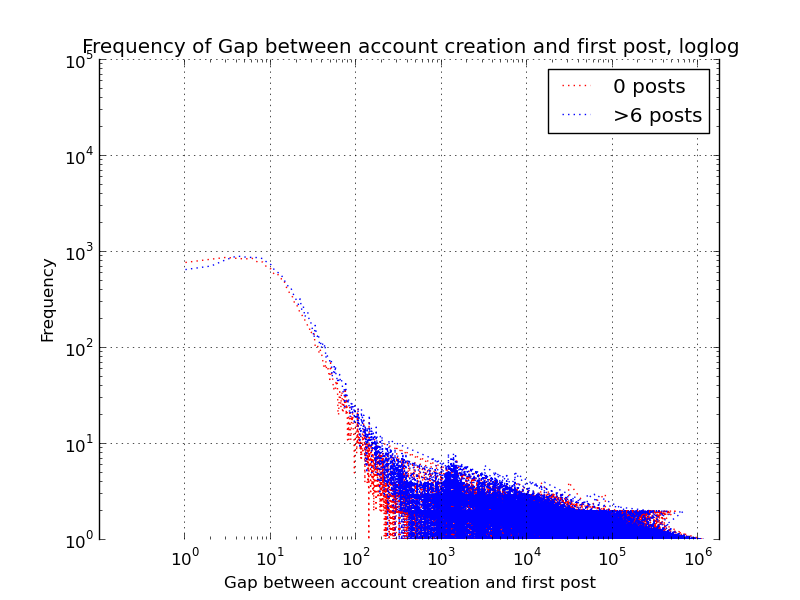 Frequency of Gap between account creation and first post, loglog
10^5
10^4
10^3
10^2
10^1
10^0
Frequency
0 posts
>6 posts
10^0 10^1 10^2 10^3 10^4 10^5 10^6
Gap between account creation and first post